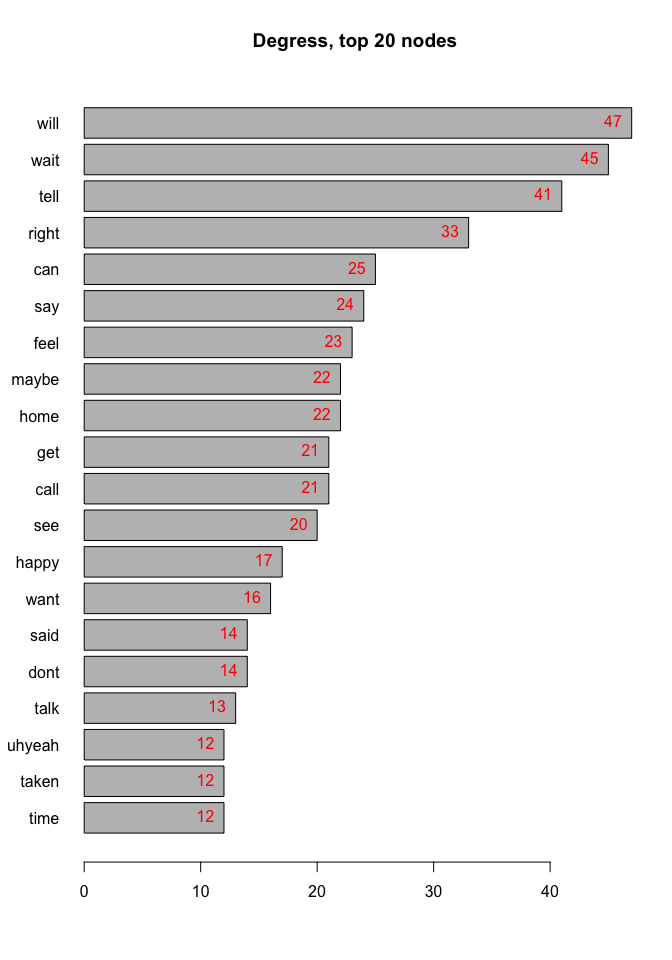 Degress, top 20 nodes
will 47
wait 45
tell 41
right 33
can 25
say 24
feel 23
maybe 22
home 22
get 21
call 21
see 20
happy 17
want 16
said 14
dont 14
talk 13
uhyeah 12
taken 12
time 12
0 10 20 30 40